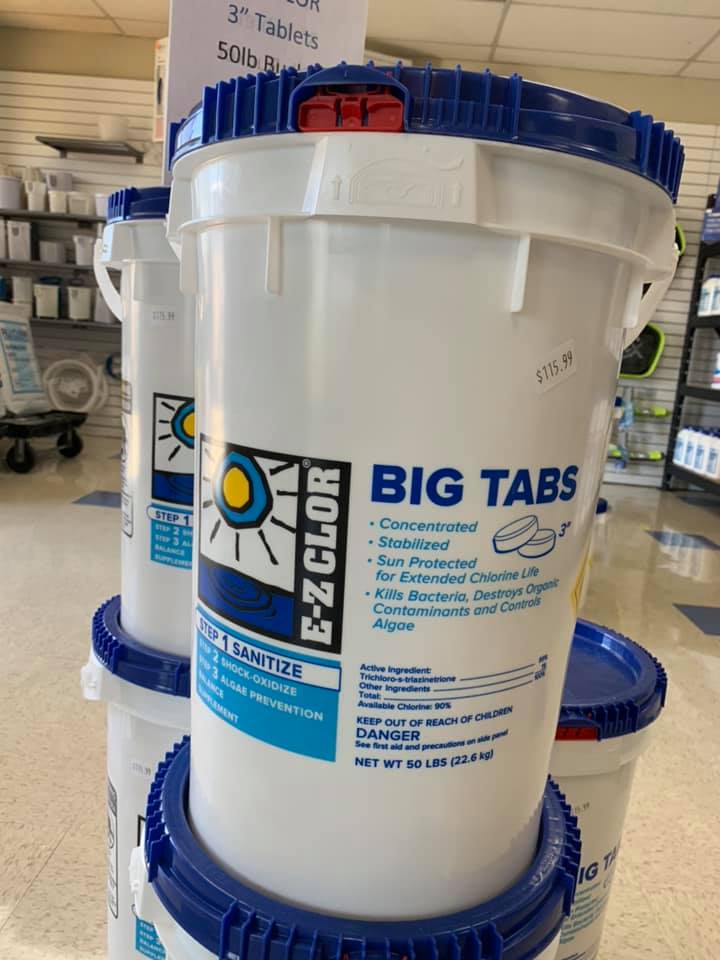 3" Tablets
50lb
$115.99
E-Z CLOR®
BIG TABS
• Concentrated
• Stabilized
• Sun Protected
for Extended Chlorine Life
• Kills Bacteria, Destroys Organic
Contaminants and Controls
Algae
3"
STEP 1 SANITIZE
STEP 2 SHOCK-OXIDIZE
STEP 3 ALGAE PREVENTION
BALANCE
SUPPLEMENT
Active Ingredient:
Trichloro-s-triazinetrione 99%
Other Ingredients 1%
Total: 100%
Available Chlorine: 90%
KEEP OUT OF REACH OF CHILDREN
DANGER
See first aid and precautions on side panel
NET WT 50 LBS (22.6 kg)
STEP 1
STEP 2
STEP 3
BALANCE
BIG TA